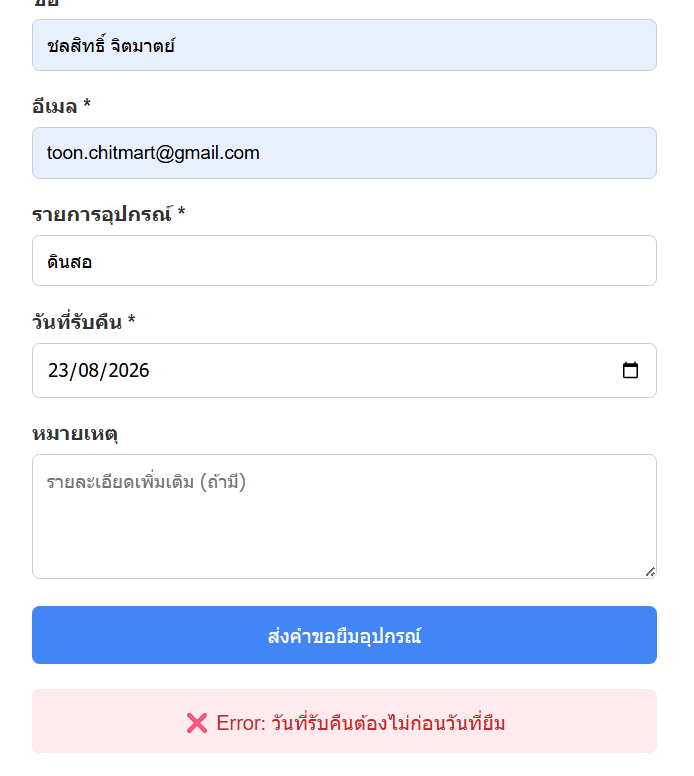 ชื่อ
ชลสิทธิ์ จิตมาตย์
อีเมล *
toon.chitmart@gmail.com
รายการอุปกรณ์ *
ดินสอ
วันที่รับคืน *
23/08/2026
หมายเหตุ
รายละเอียดเพิ่มเติม (ถ้ามี)
ส่งคำขอยืมอุปกรณ์
❌ Error: วันที่รับคืนต้องไม่ก่อนวันที่ยืม